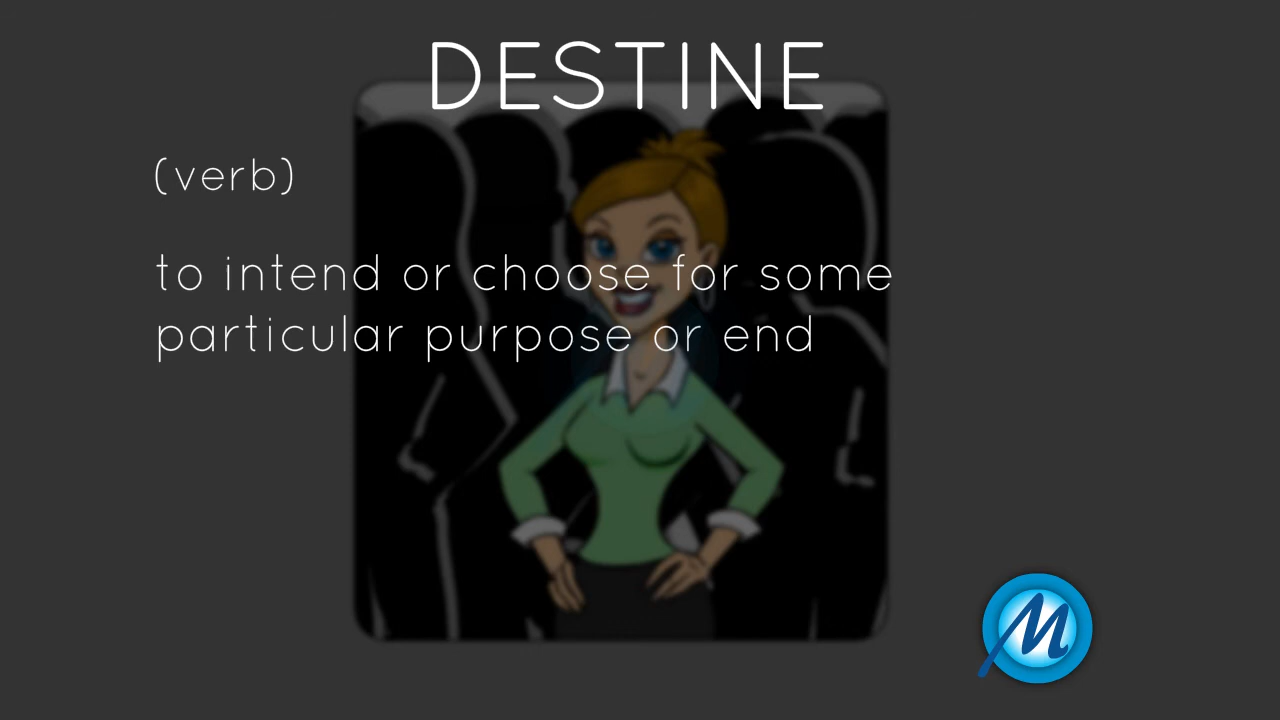 DESTINE
(verb)
to intend or choose for some
particular purpose or end
M